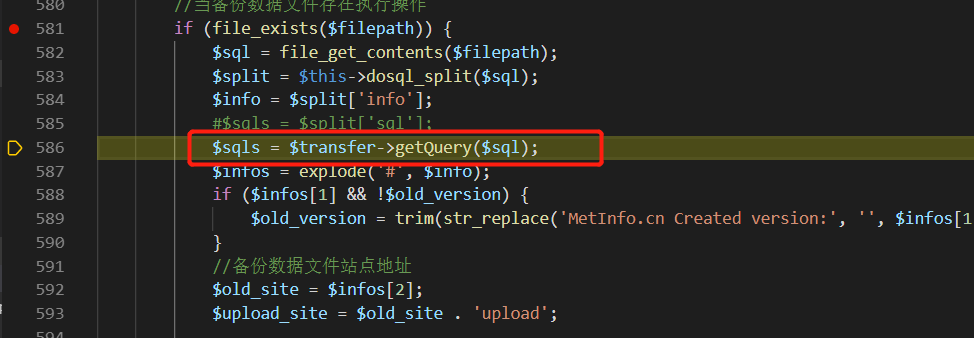 580 //当备份数据文件存在执行操作
581 if (file_exists($filepath)) {
582 $sql = file_get_contents($filepath);
583 $split = $this->dosql_split($sql);
584 $info = $split['info'];
585 #$sqls = $split['sql'];
586 $sqls = $transfer->getQuery($sql);
587 $infos = explode('#', $info);
588 if ($infos[1] && !$old_version) {
589 $old_version = trim(str_replace('MetInfo.cn Created version:', '', $infos[1
590 }
591 //备份数据文件站点地址
592 $old_site = $infos[2];
593 $upload_site = $old_site . 'upload';
594